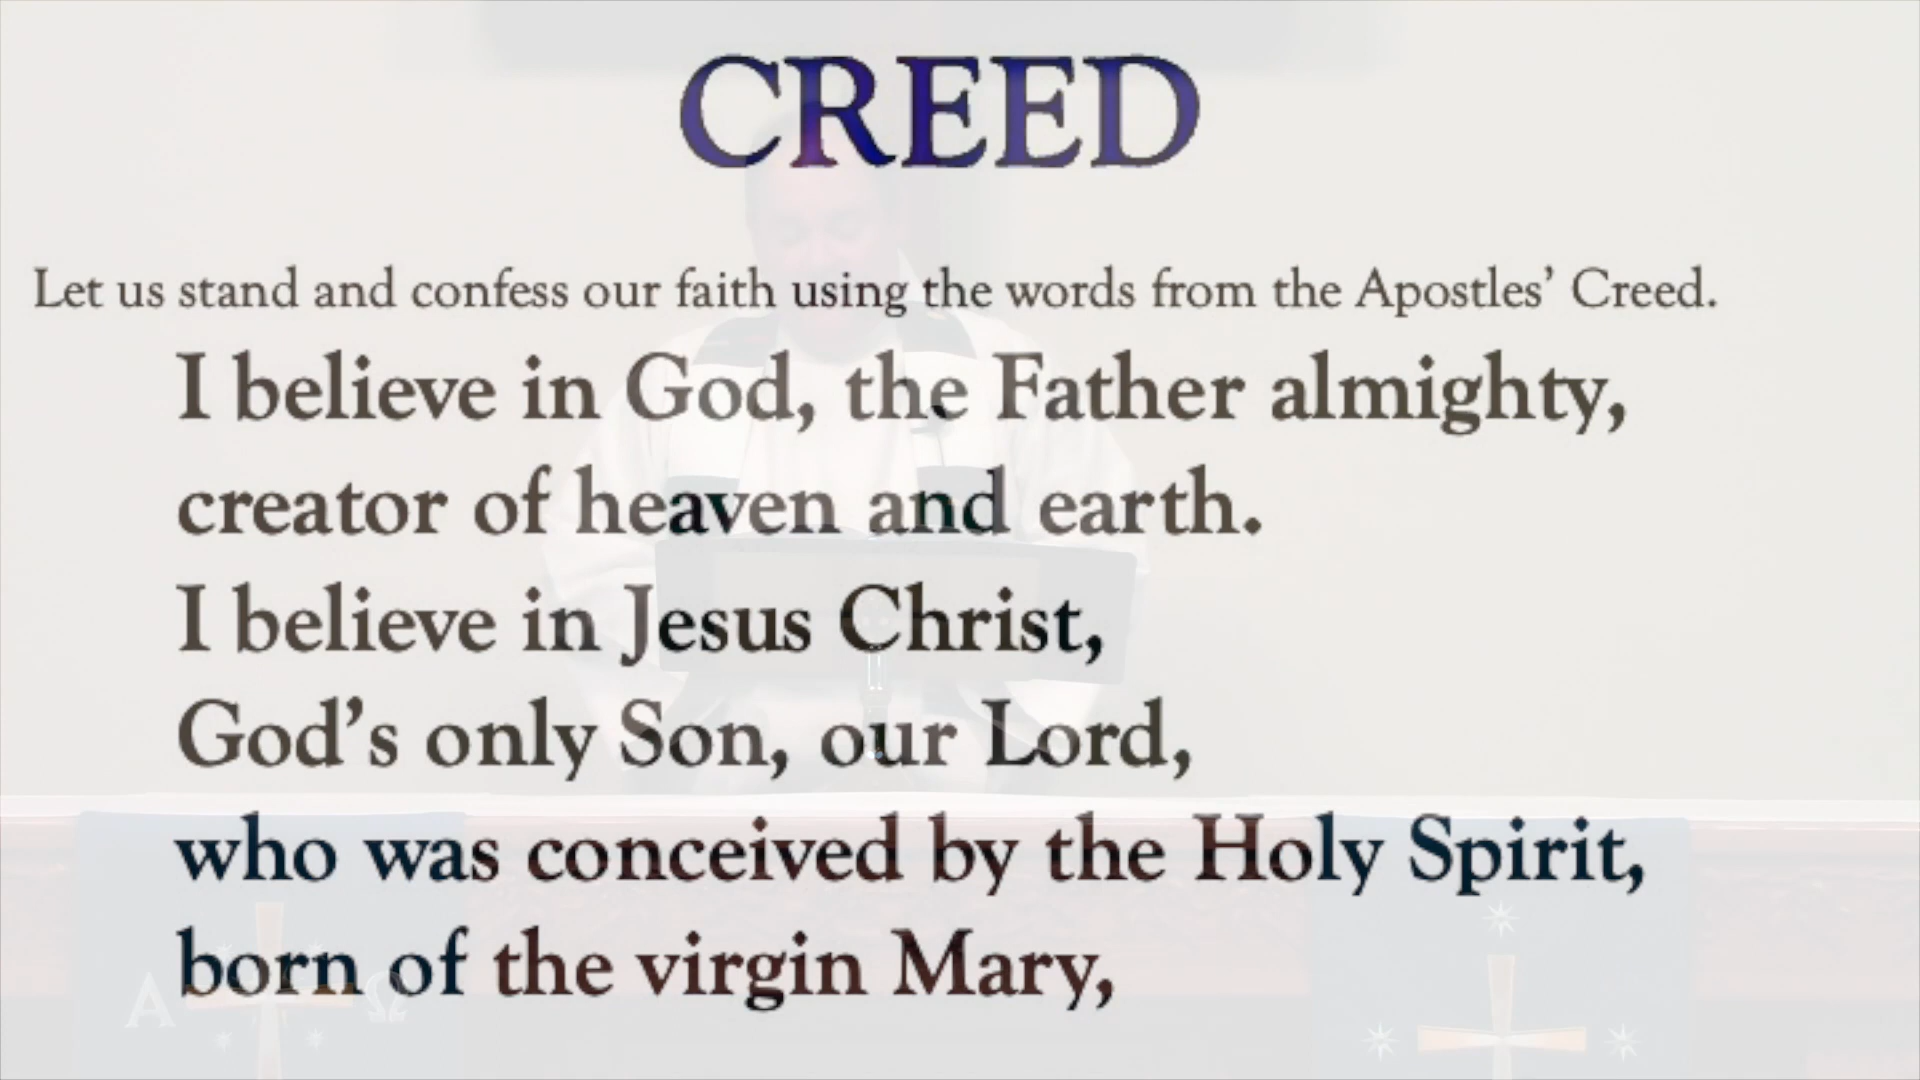 CREED
Let us stand and confess our faith using the words from the Apostles’ Creed.
I believe in God, the Father almighty,
creator of heaven and earth.
I believe in Jesus Christ,
God’s only Son, our Lord,
who was conceived by the Holy Spirit,
born of the virgin Mary,
Α Ω